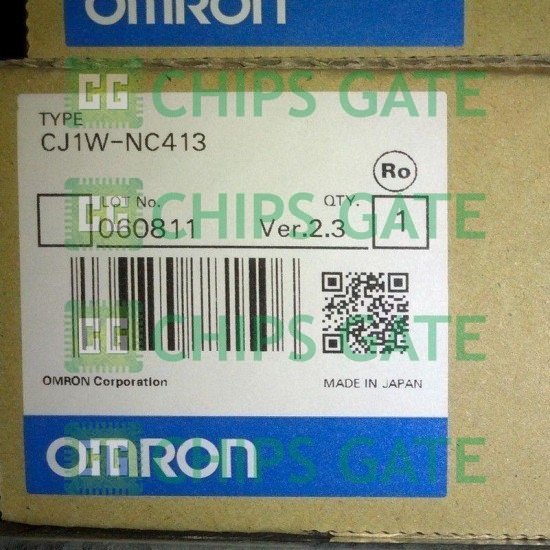 OMRON
CHIPS GATE
TYPE
CJ1W-NC413
Ro
LOT No.
QTY.
CHIPS GATE
060811
Ver.2.3
1
CHIPS GATE
OMRON Corporation
MADE IN JAPAN
OMRON
CHIPS GATE